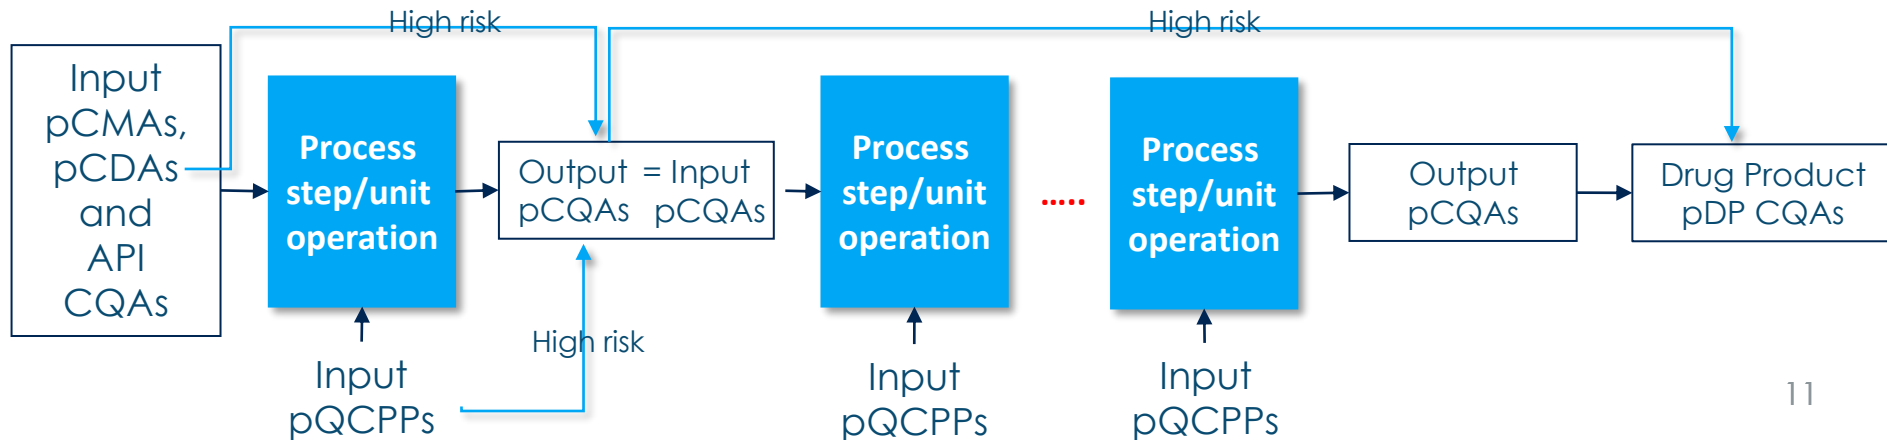 High risk
High risk
Input
pCMAs,
pCDAs
and
API
CQAs
Process
step/unit
operation
Output = Input
pCQAs pCQAs
Process
step/unit
operation
.....
Process
step/unit
operation
Output
pCQAs
Drug Product
pDP CQAs
High risk
Input
pQCPPs
Input
pQCPPs
Input
pQCPPs
11